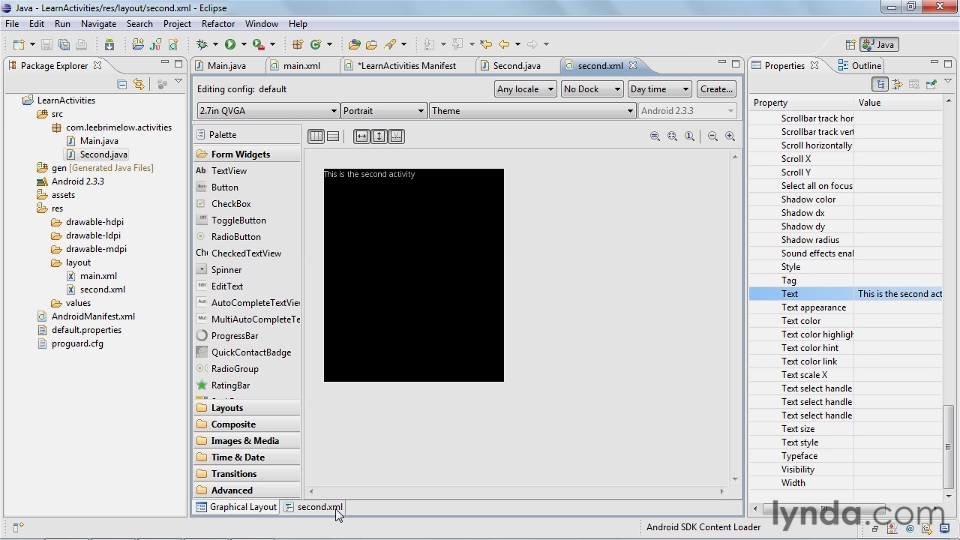 Java - LearnActivities/res/layout/second.xml - Eclipse
File Edit Run Navigate Search Project Refactor Window Help
Java
Package Explorer
LearnActivities
src
com.leebrimelow.activities
Main.java
Second.java
gen [Generated Java Files]
Android 2.3.3
assets
res
drawable-hdpi
drawable-ldpi
drawable-mdpi
layout
main.xml
second.xml
values
AndroidManifest.xml
default.properties
proguard.cfg
Main.java main.xml *LearnActivities Manifest Second.java second.xml
Editing config: default Any locale No Dock Day time Create...
2.7in QVGA Portrait Theme Android 2.3.3
Palette
Form Widgets
Ab TextView
Button
CheckBox
ToggleButton
RadioButton
CheckedTextView
Spinner
EditText
AutoCompleteTextVie
MultiAutoCompleteTe
ProgressBar
QuickContactBadge
RadioGroup
RatingBar
Layouts
Composite
Images & Media
Time & Date
Transitions
Advanced
This is the second activity
Graphical Layout second.xml
Properties Outline
Property Value
Scrollbar track hor
Scrollbar track vert
Scroll horizontally
Scroll X
Scroll Y
Select all on focus
Shadow color
Shadow dx
Shadow dy
Shadow radius
Sound effects enal
Style
Tag
Text This is the second act
Text appearance
Text color
Text color highligh
Text color hint
Text color link
Text scale X
Text select handle
Text select handle
Text select handle
Text size
Text style
Typeface
Visibility
Width
Android SDK Content Loader
lynda.com